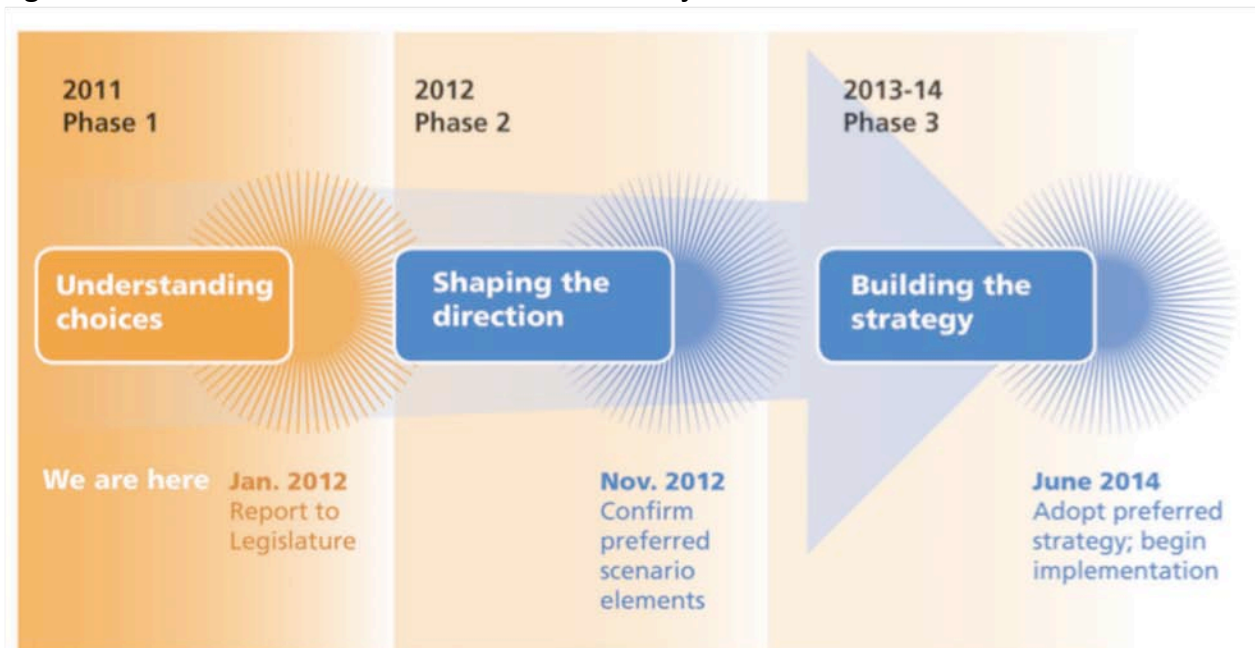 2011
Phase 1
2012
Phase 2
2013-14
Phase 3
Understanding
choices
Shaping the
direction
Building the
strategy
We are here
Jan. 2012
Report to
Legislature
Nov. 2012
Confirm
preferred
scenario
elements
June 2014
Adopt preferred
strategy; begin
implementation